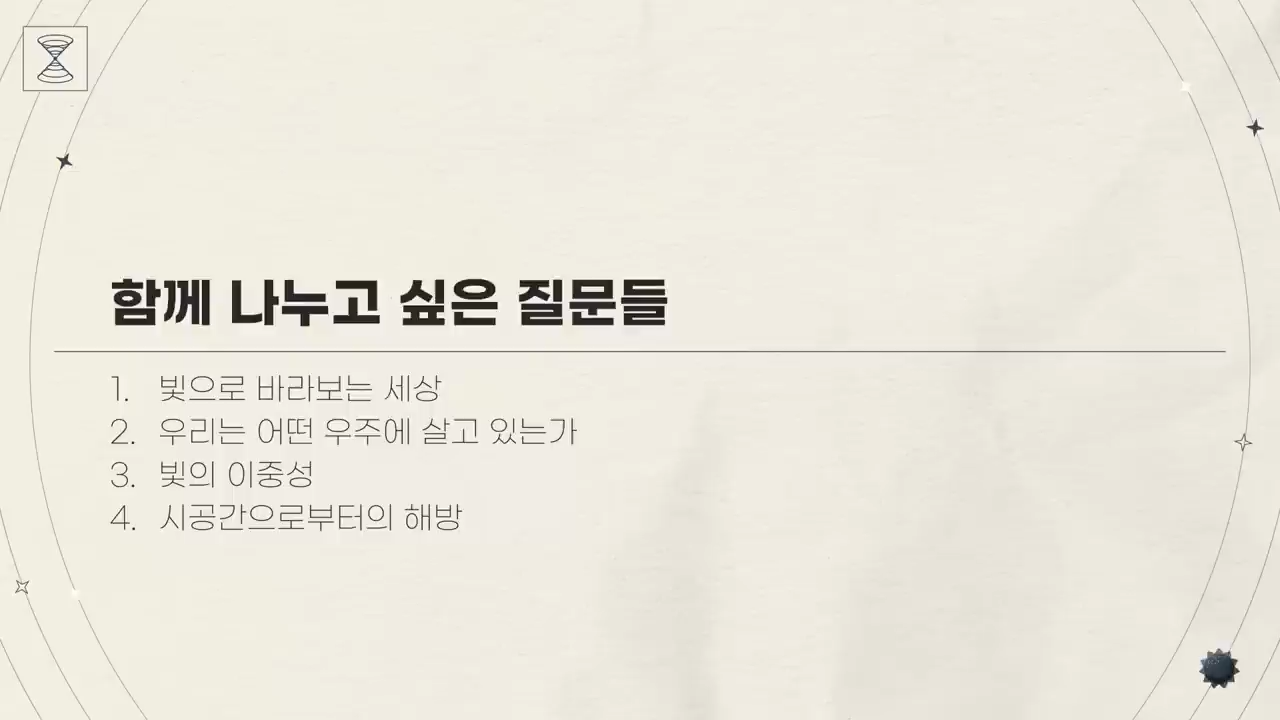 함께 나누고 싶은 질문들
1. 빛으로 바라보는 세상
2. 우리는 어떤 우주에 살고 있는가
3. 빛의 이중성
4. 시공간으로부터의 해방